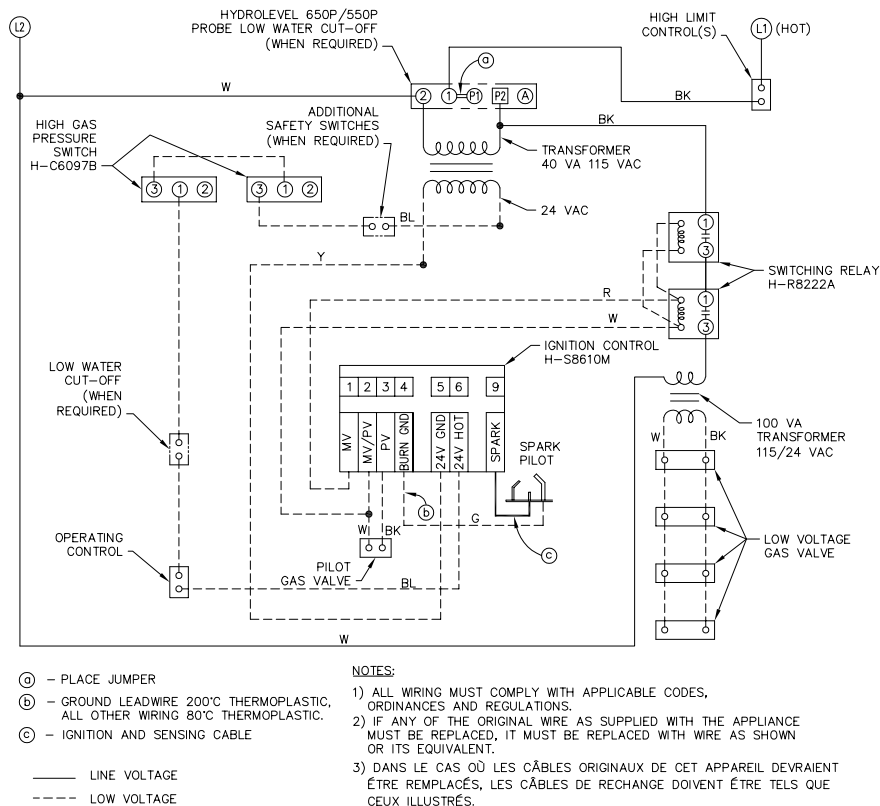 L2
HYDROLEVEL 650P/550P
PROBE LOW WATER CUT-OFF
(WHEN REQUIRED)
HIGH LIMIT
CONTROL(S)
L1 (HOT)
a
W
2 1 P1 P2 A
BK
BK
HIGH GAS
PRESSURE
SWITCH
H-C6097B
ADDITIONAL
SAFETY SWITCHES
(WHEN REQUIRED)
TRANSFORMER
40 VA 115 VAC
3 1 2
3 1 2
24 VAC
BL
1
3
Y
SWITCHING RELAY
H-R8222A
R
1
W
3
IGNITION CONTROL
H-S8610M
LOW WATER
CUT-OFF
(WHEN
REQUIRED)
1 2 3 4 5 6 9
MV
MV/PV
PV
BURN GND
24V GND
24V HOT
SPARK
SPARK
PILOT
100 VA
TRANSFORMER
115/24 VAC
W
BK
b
G
c
OPERATING
CONTROL
W
BK
PILOT
GAS VALVE
BL
LOW VOLTAGE
GAS VALVE
W
a - PLACE JUMPER
b - GROUND LEADWIRE 200°C THERMOPLASTIC,
ALL OTHER WIRING 80°C THERMOPLASTIC.
c - IGNITION AND SENSING CABLE
LINE VOLTAGE
LOW VOLTAGE
NOTES:
1) ALL WIRING MUST COMPLY WITH APPLICABLE CODES,
ORDINANCES AND REGULATIONS.
2) IF ANY OF THE ORIGINAL WIRE AS SUPPLIED WITH THE APPLIANCE
MUST BE REPLACED, IT MUST BE REPLACED WITH WIRE AS SHOWN
OR ITS EQUIVALENT.
3) DANS LE CAS OÙ LES CÂBLES ORIGINAUX DE CET APPAREIL DEVRAIENT
ÉTRE REMPLACÉS, LES CÂBLES DE RECHANGE DOIVENT ÉTRE TELS QUE
CEUX ILLUSTRÉS.